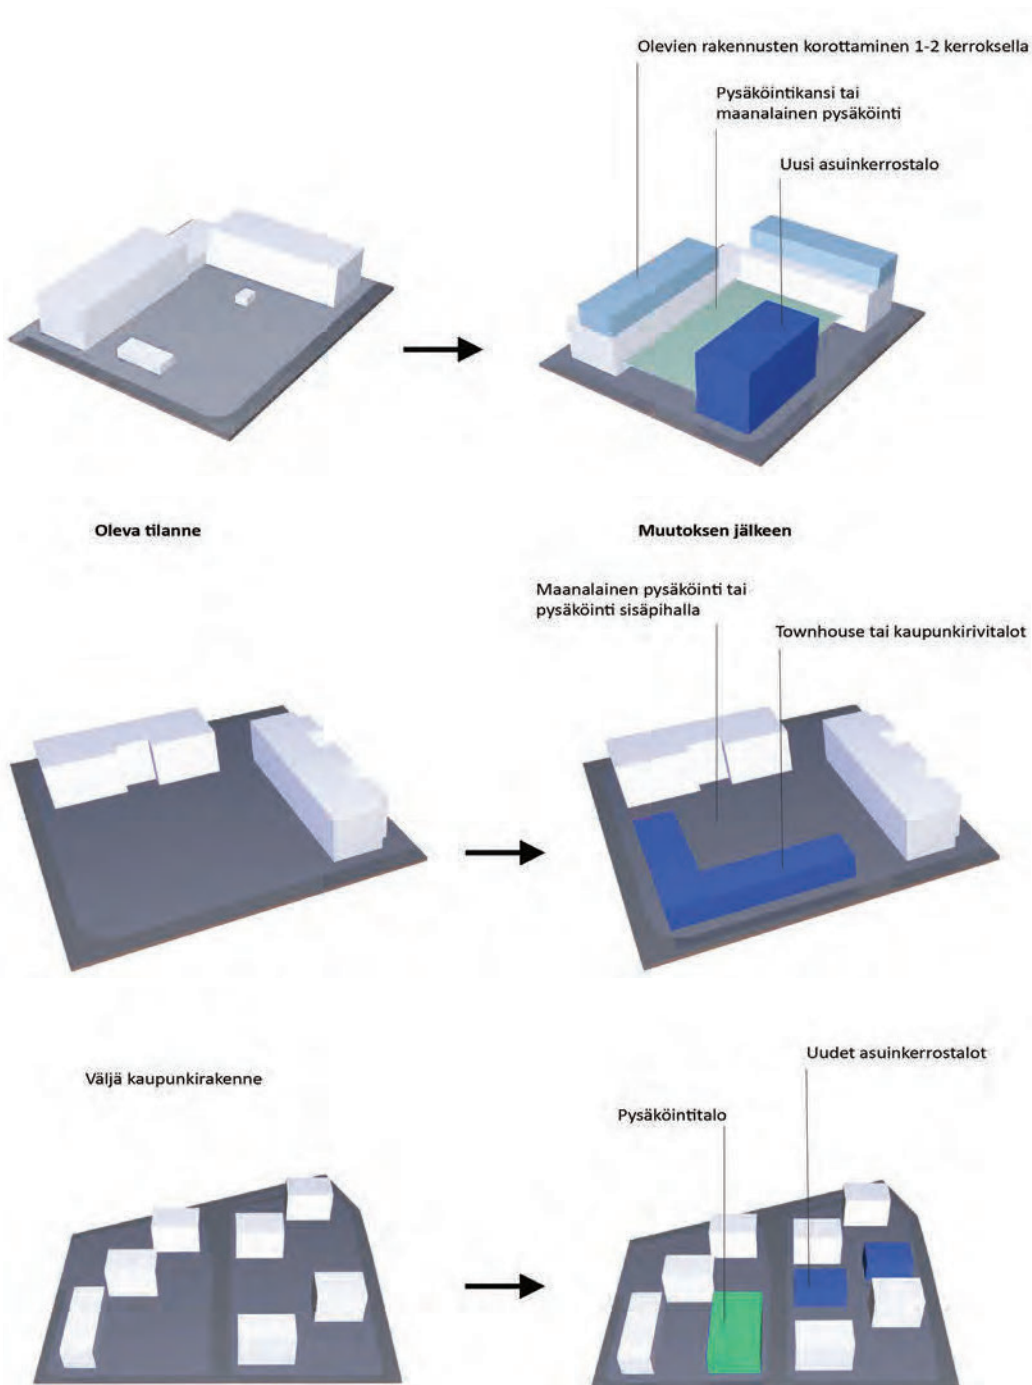 Olevien rakennusten korottaminen 1-2 kerroksella
Pysäköintikansi tai
maanalainen pysäköinti
Uusi asuinkerrostalo
Oleva tilanne
Muutoksen jälkeen
Maanalainen pysäköinti tai
pysäköinti sisäpihalla
Townhouse tai kaupunkirivitalot
Väljä kaupunkirakenne
Uudet asuinkerrostalot
Pysäköintitalo